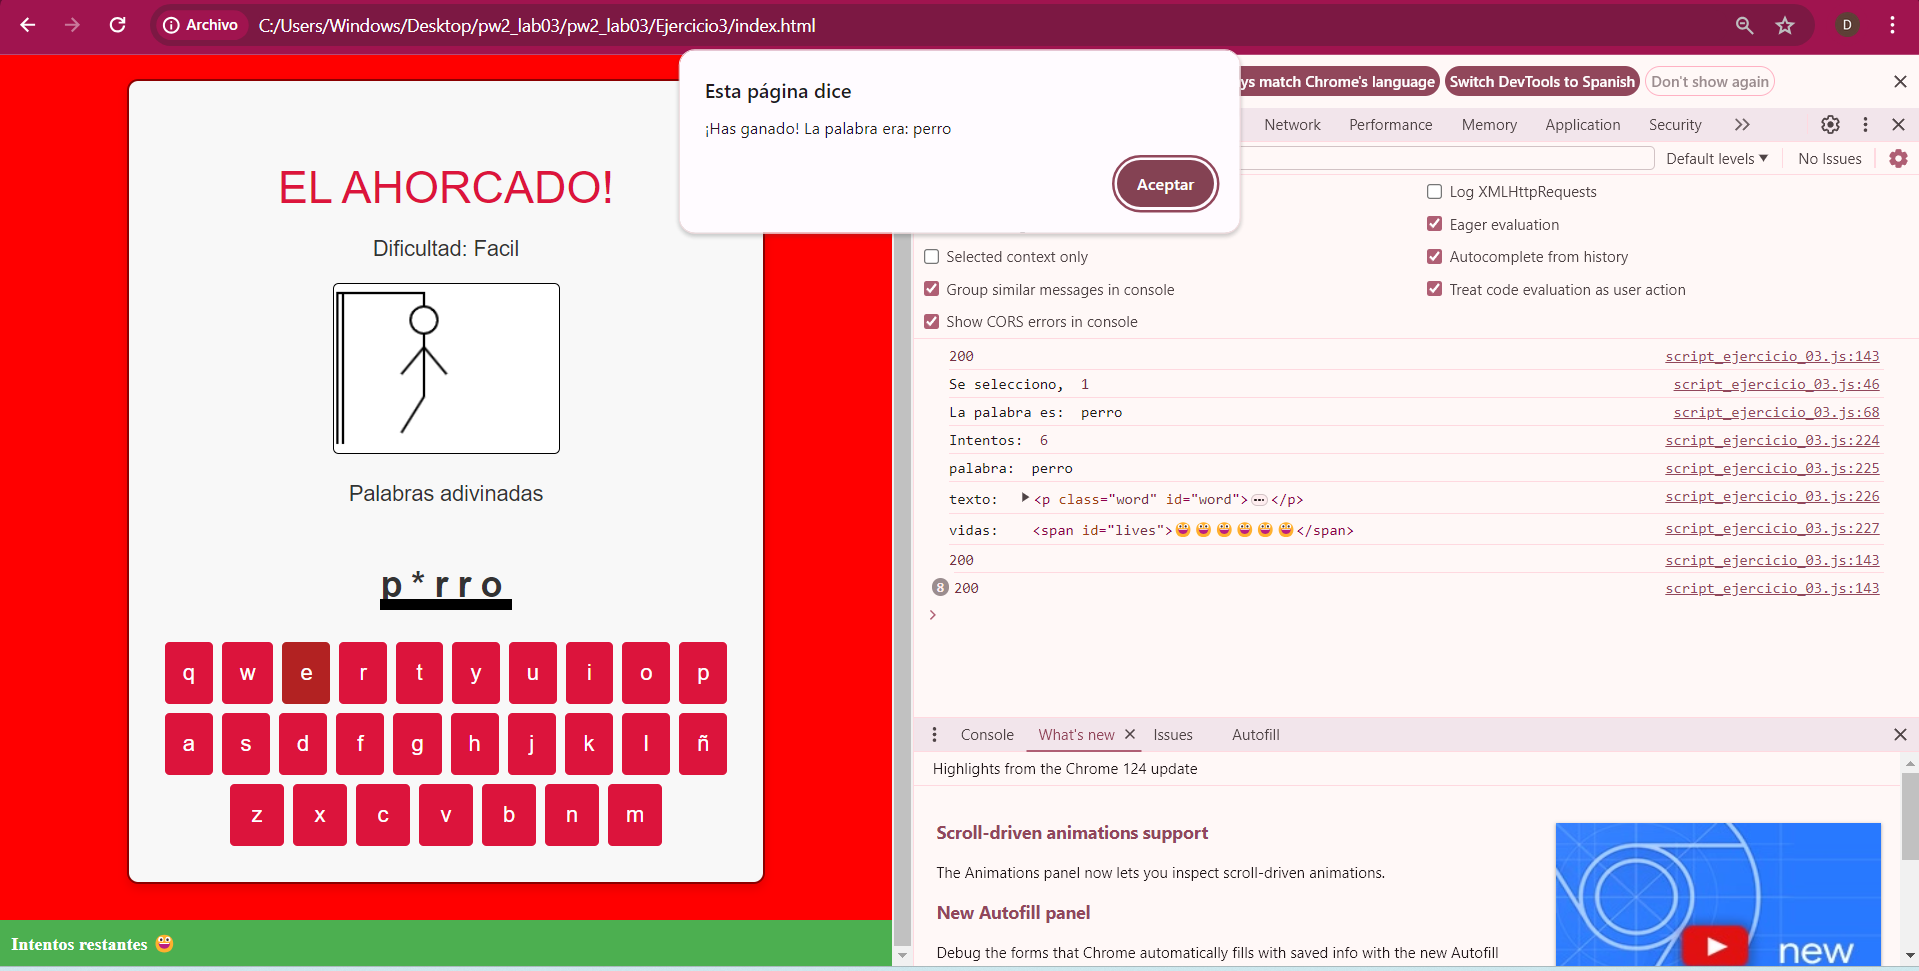 Archivo C:/Users/Windows/Desktop/pw2_lab03/pw2_lab03/Ejercicio3/index.html D
Esta página dice
¡Has ganado! La palabra era: perro
Aceptar
EL AHORCADO!
Dificultad: Facil
Palabras adivinadas
p * r r o
q w e r t y u i o p
a s d f g h j k l ñ
z x c v b n m
Intentos restantes 😀
match Chrome's language Switch DevTools to Spanish Don't show again
Network Performance Memory Application Security
Default levels ▼ No Issues
Log XMLHttpRequests
Eager evaluation
Selected context only Autocomplete from history
Group similar messages in console Treat code evaluation as user action
Show CORS errors in console
200 script_ejercicio_03.js:143
Se selecciono, 1 script_ejercicio_03.js:46
La palabra es: perro script_ejercicio_03.js:68
Intentos: 6 script_ejercicio_03.js:224
palabra: perro script_ejercicio_03.js:225
texto: ▶<p class="word" id="word">…</p> script_ejercicio_03.js:226
vidas: <span id="lives">😀😀😀😀😀😀</span> script_ejercicio_03.js:227
200 script_ejercicio_03.js:143
8 200 script_ejercicio_03.js:143
Console What's new Issues Autofill
Highlights from the Chrome 124 update
Scroll-driven animations support
The Animations panel now lets you inspect scroll-driven animations.
New Autofill panel
Debug the forms that Chrome automatically fills with saved info with the new Autofill
new